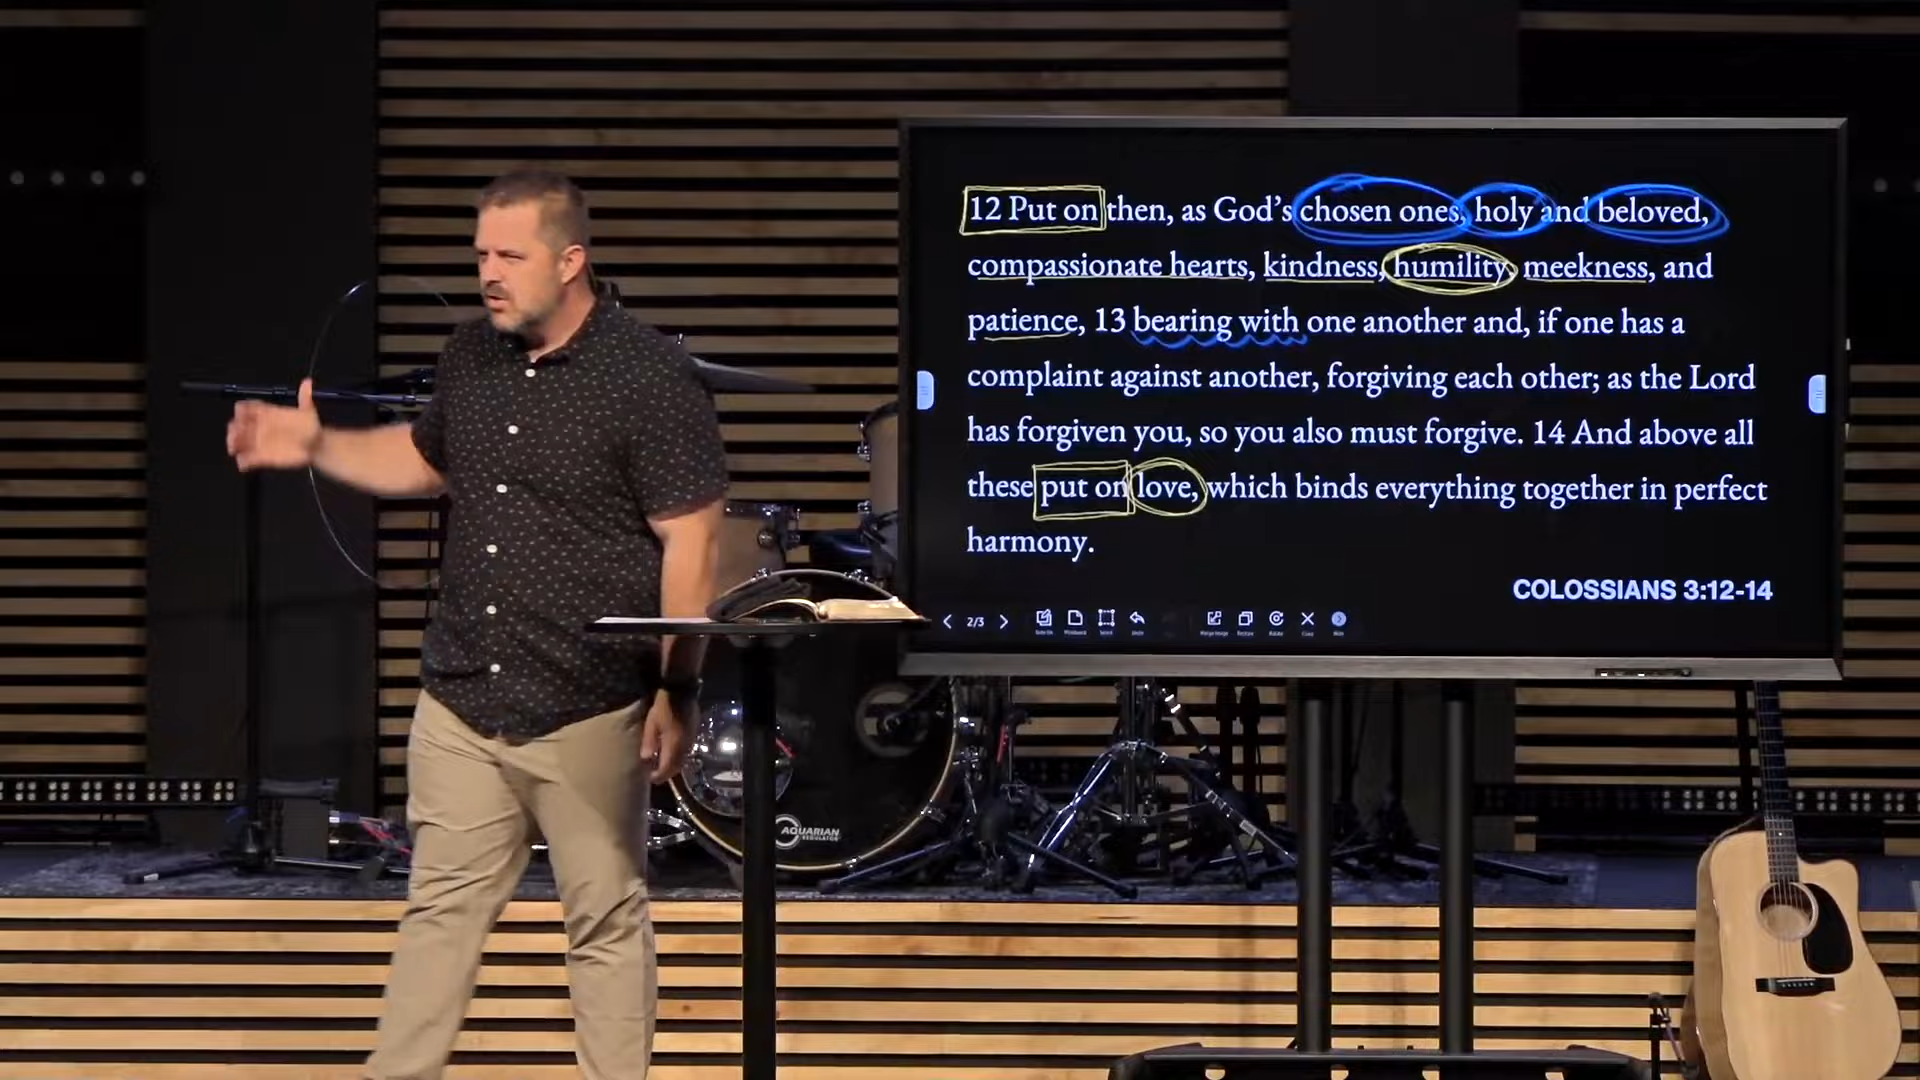 12 Put on then, as God’s chosen ones, holy and beloved,
compassionate hearts, kindness, humility, meekness, and
patience, 13 bearing with one another and, if one has a
complaint against another, forgiving each other; as the Lord
has forgiven you, so you also must forgive. 14 And above all
these put on love, which binds everything together in perfect
harmony.
COLOSSIANS 3:12-14
2/3
AQUARIAN